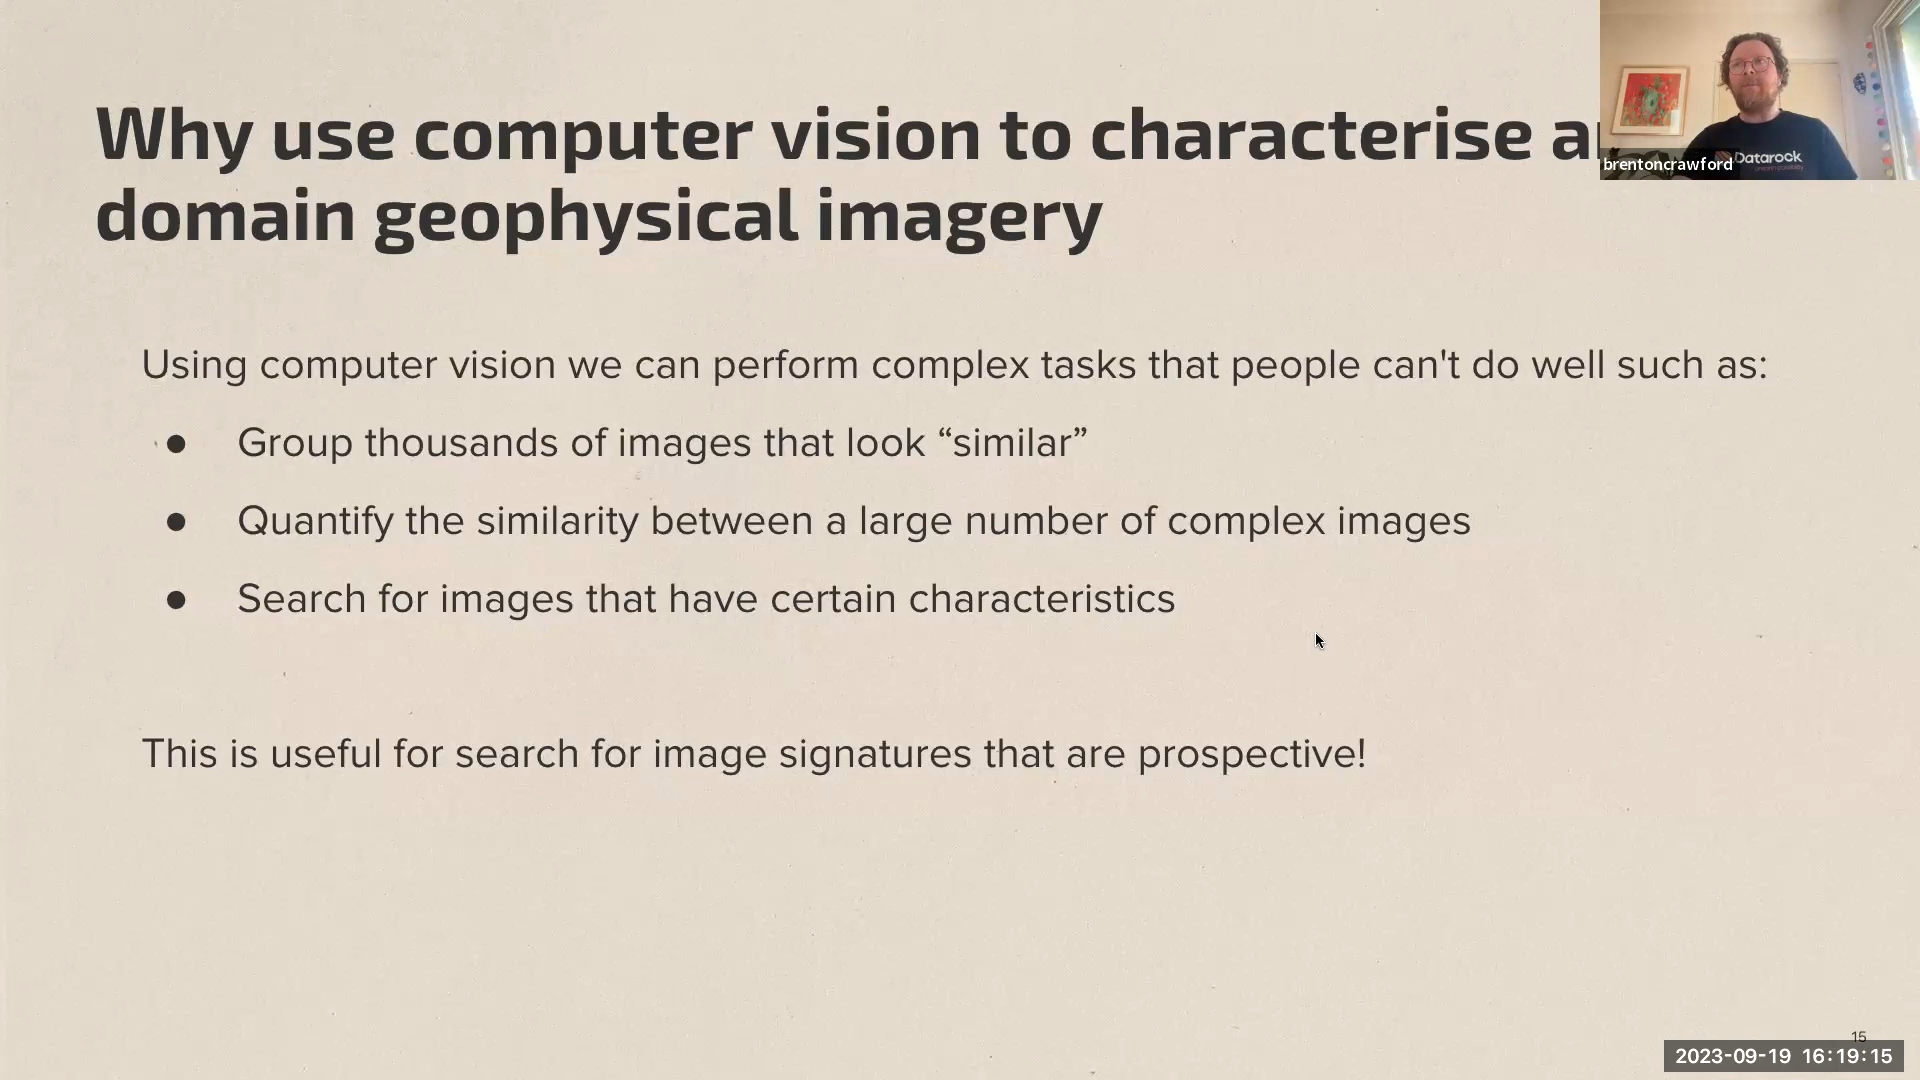 Why use computer vision to characterise
domain geophysical imagery
Using computer vision we can perform complex tasks that people can't do well such as:
● Group thousands of images that look “similar”
● Quantify the similarity between a large number of complex images
● Search for images that have certain characteristics
This is useful for search for image signatures that are prospective!
Datarock
brentoncrawford
15
2023-09-19 16:19:15